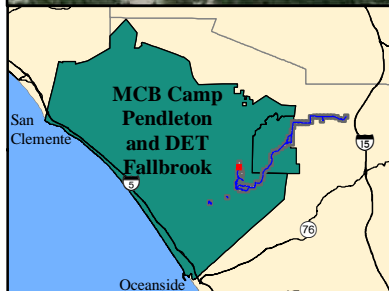 MCB Camp
Pendleton
and DET
Fallbrook
San
Clemente
15
5
76
Oceanside